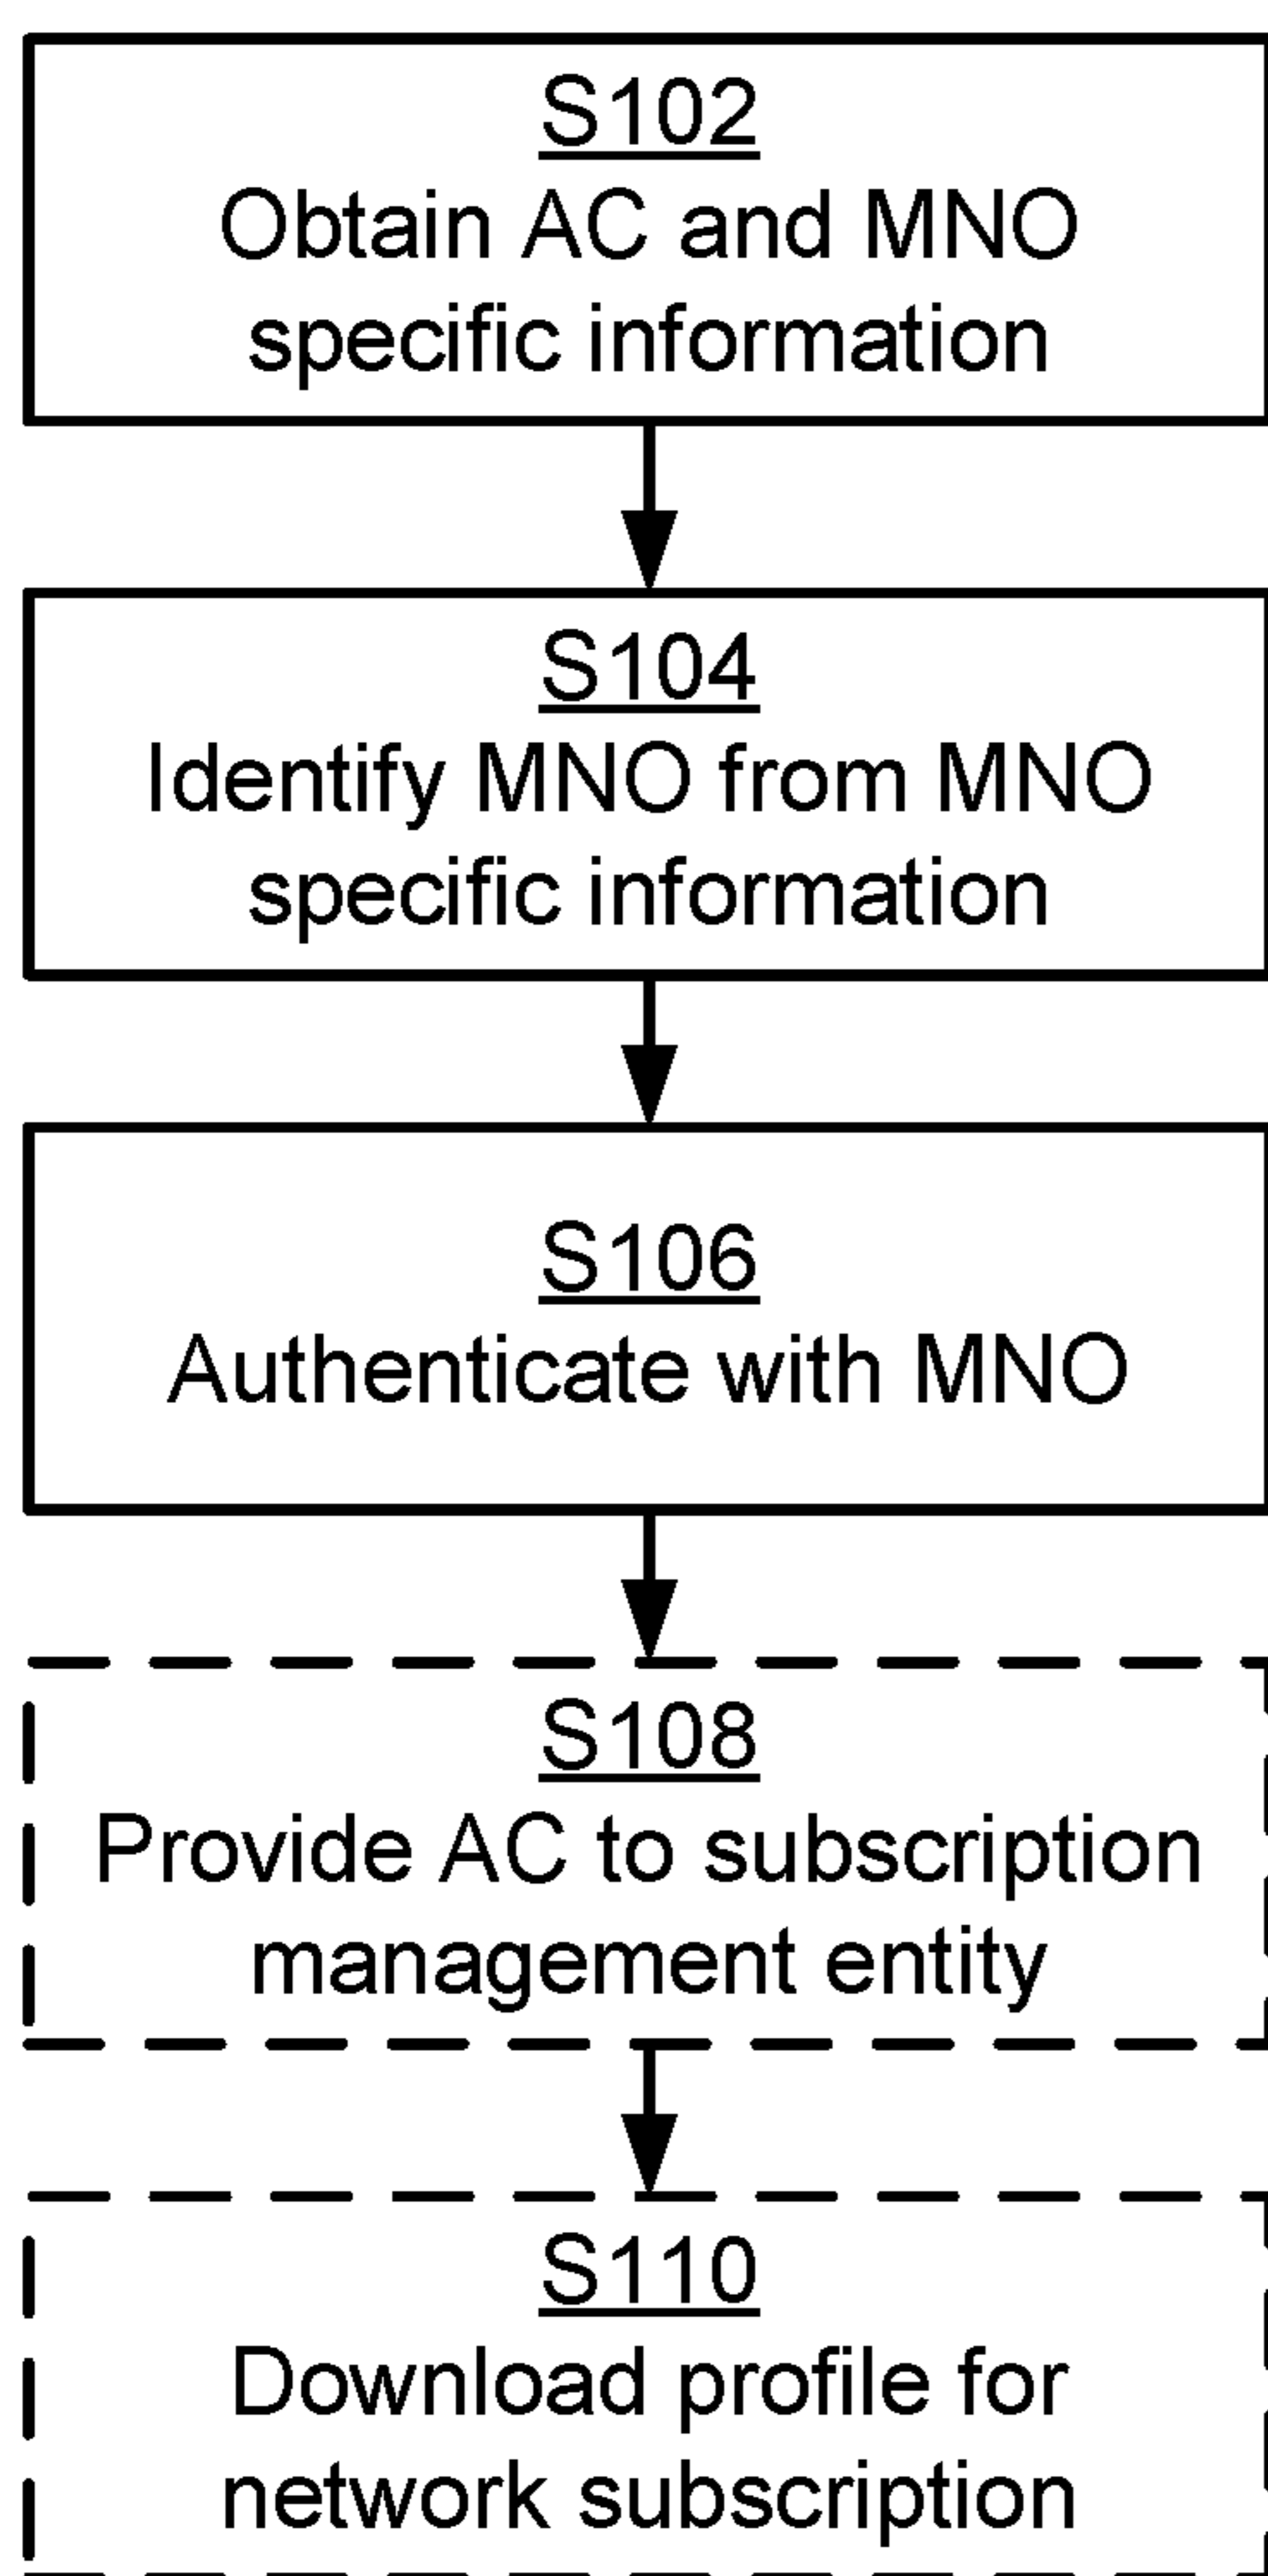 S102
Obtain AC and MNO
specific information
S104
Identify MNO from MNO
specific information
S106
Authenticate with MNO
S108
Provide AC to subscription
management entity
S110
Download profile for
network subscription